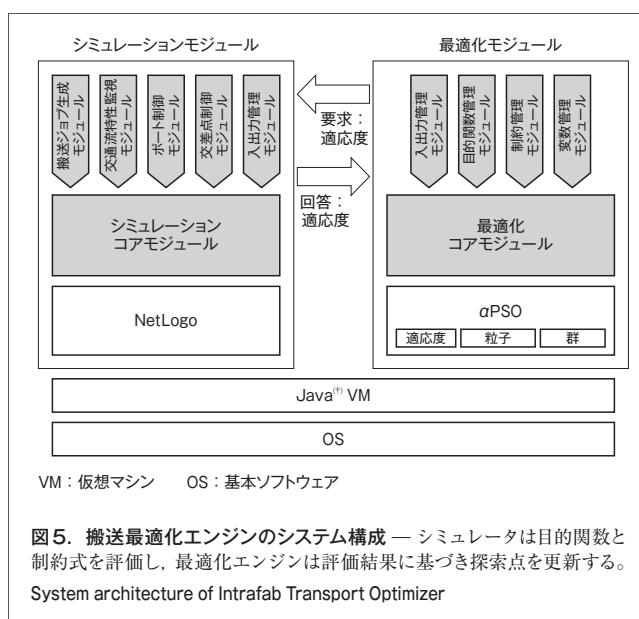 シミュレーションモジュール
最適化モジュール
搬送ジョブ生成
モジュール
交通流特性監視
モジュール
ポート制御
モジュール
交差点制御
モジュール
入出力管理
モジュール
要求：
適応度
回答：
適応度
入出力管理
モジュール
目的関数管理
モジュール
制約管理
モジュール
変数管理
モジュール
シミュレーション
コアモジュール
最適化
コアモジュール
NetLogo
αPSO
適応度
粒子
群
Java(†) VM
OS
VM：仮想マシン OS：基本ソフトウェア
図5．搬送最適化エンジンのシステム構成 — シミュレータは目的関数と
制約式を評価し，最適化エンジンは評価結果に基づき探索点を更新する。
System architecture of Intrafab Transport Optimizer